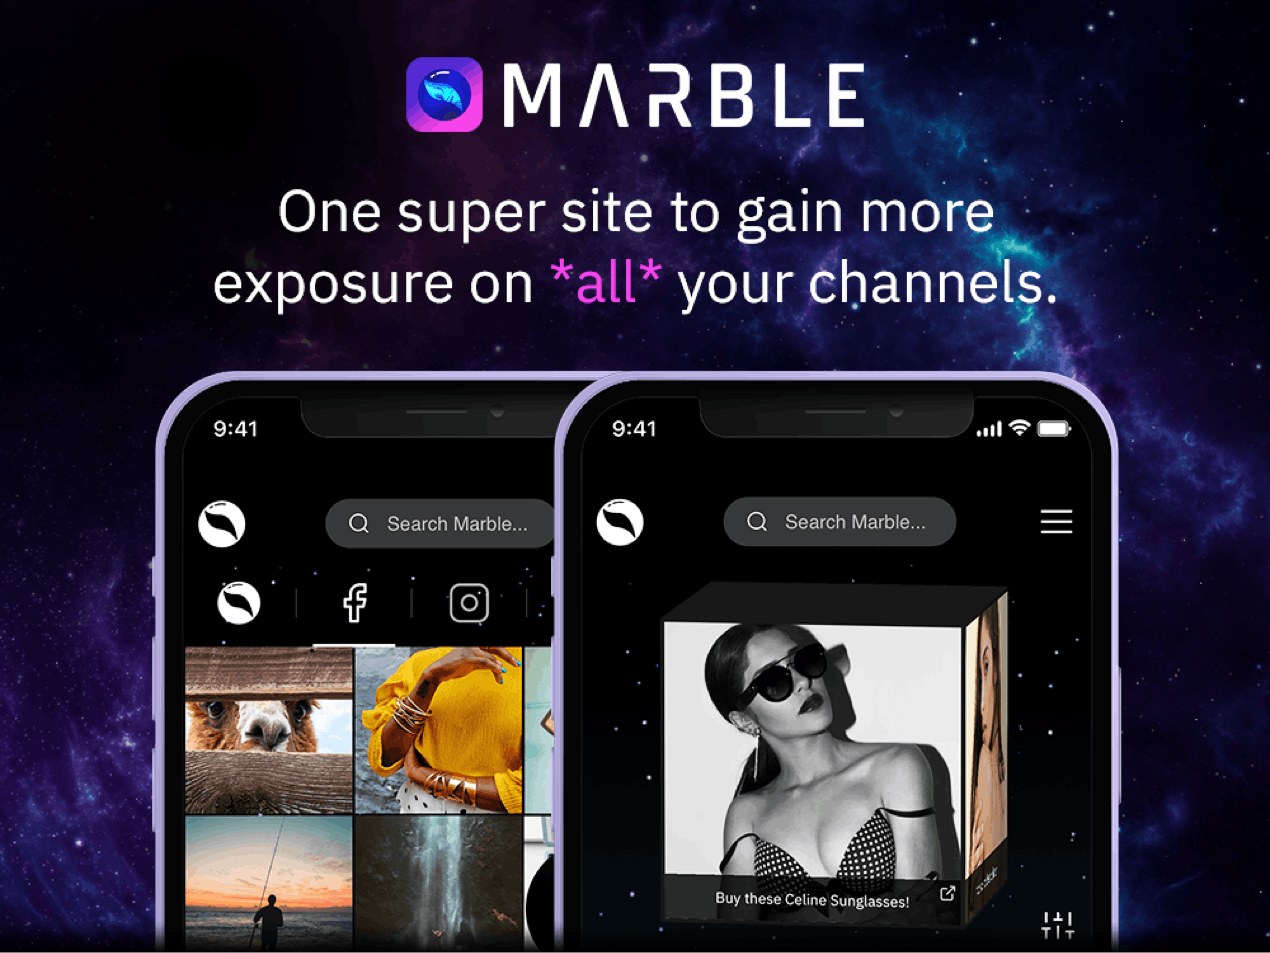 MARBLE
One super site to gain more
exposure on *all* your channels.
9:41
Search Marble...
9:41
Search Marble...
Buy these Celine Sunglasses!